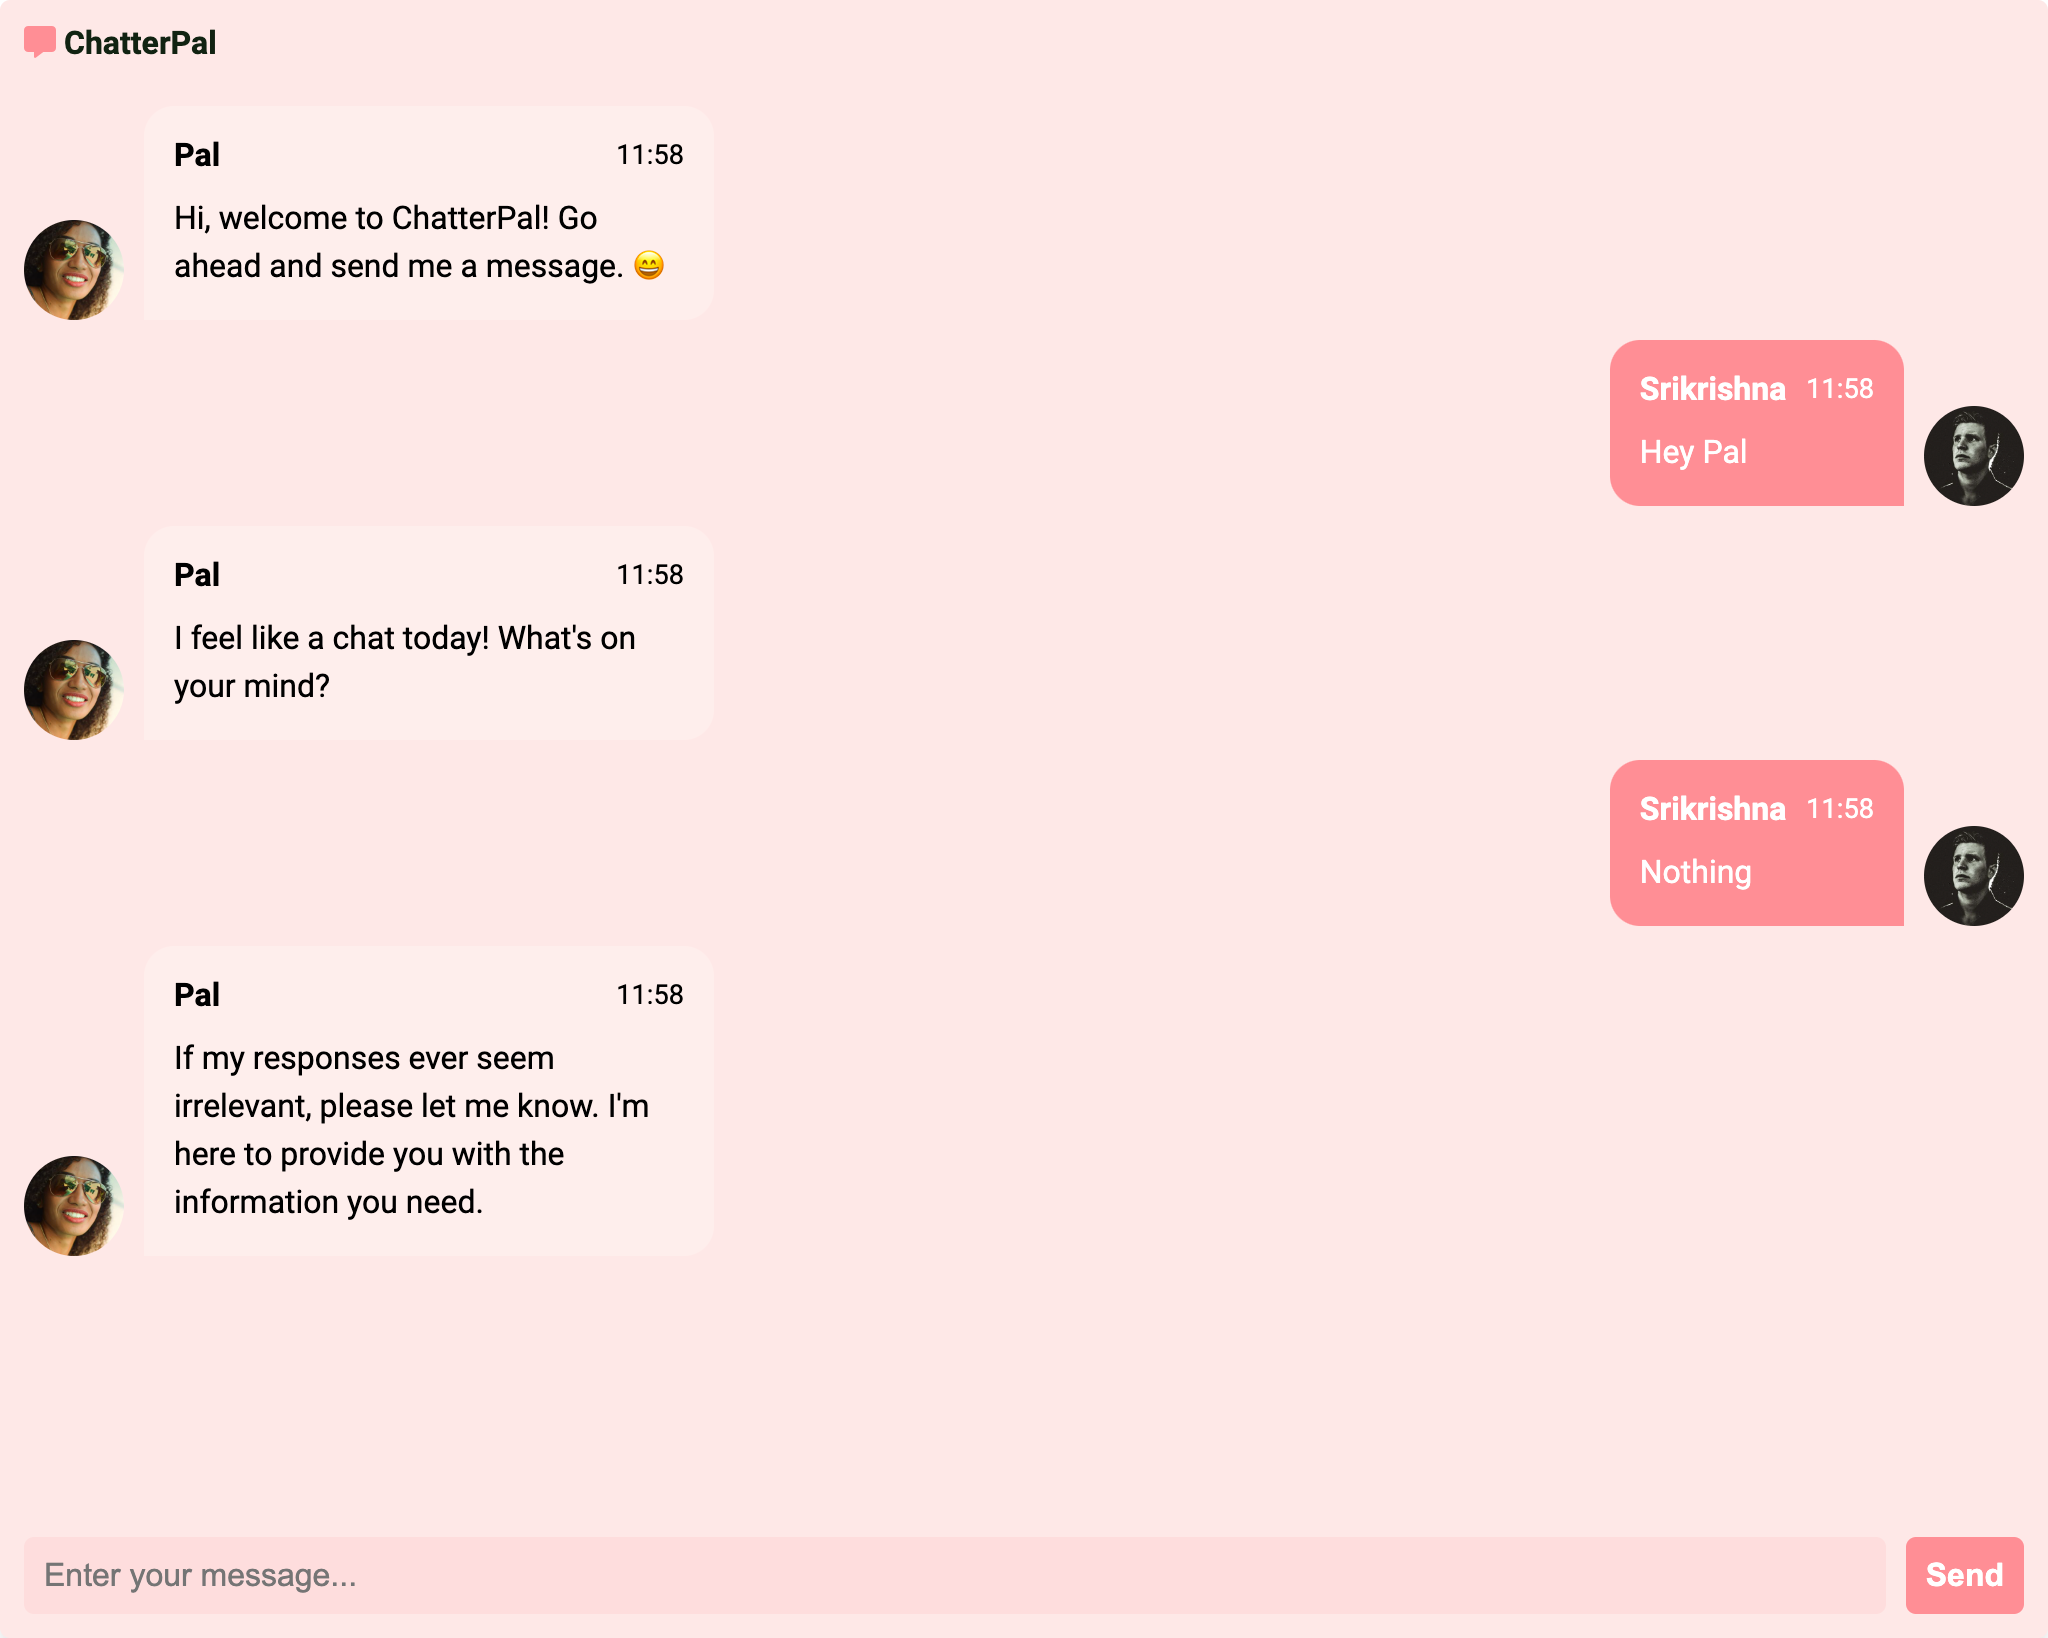 ChatterPal
Pal 11:58
Hi, welcome to ChatterPal! Go
ahead and send me a message. 😄
Srikrishna 11:58
Hey Pal
Pal 11:58
I feel like a chat today! What's on
your mind?
Srikrishna 11:58
Nothing
Pal 11:58
If my responses ever seem
irrelevant, please let me know. I'm
here to provide you with the
information you need.
Enter your message...
Send